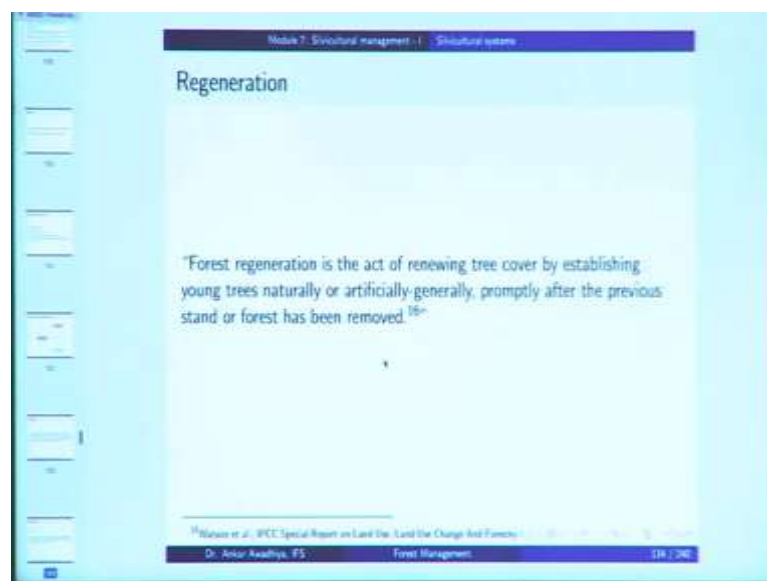 Module 7: Silvicultural management - I Silvicultural systems
Regeneration
"Forest regeneration is the act of renewing tree cover by establishing
young trees naturally or artificially-generally, promptly after the previous
stand or forest has been removed.16"
16Watson et al., IPCC Special Report on Land Use, Land Use Change And Forestry
Dr. Ankur Awadhiya, IFS Forest Management